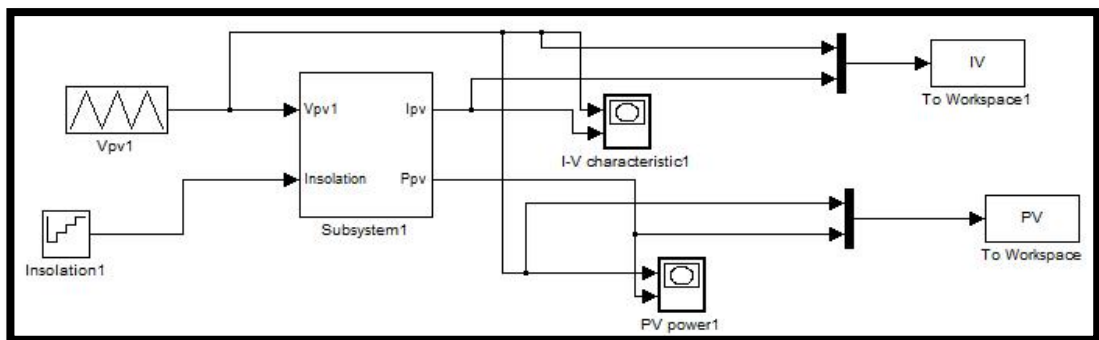 IV
To Workspace1
Vpv1
Ipv
Vpv1
I-V characteristic1
Insolation
Ppv
Subsystem1
PV
To Workspace
Insolation1
PV power1